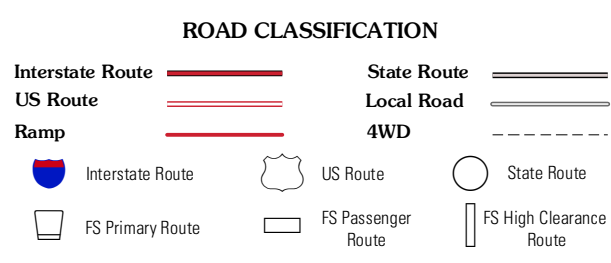 ROAD CLASSIFICATION
Interstate Route
State Route
US Route
Local Road
Ramp
4WD
Interstate Route
US Route
State Route
FS Primary Route
FS Passenger
Route
FS High Clearance
Route